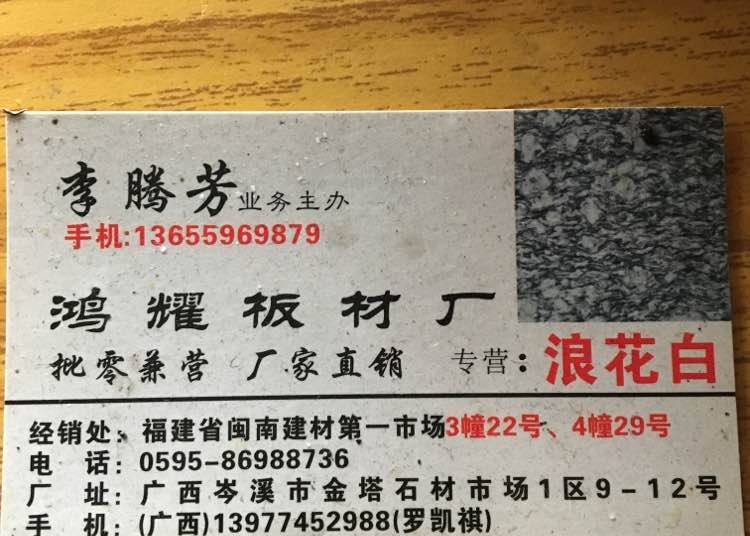 李腾芳 业务主办
手机:13655969879
鸿耀板材厂
批零兼营 厂家直销 专营:浪花白
经销处:福建省闽南建材第一市场3幢22号、4幢29号
电 话:0595-86988736
厂 址:广西岑溪市金塔石材市场1区9-12号
手 机:(广西)13977452988(罗凯祺)